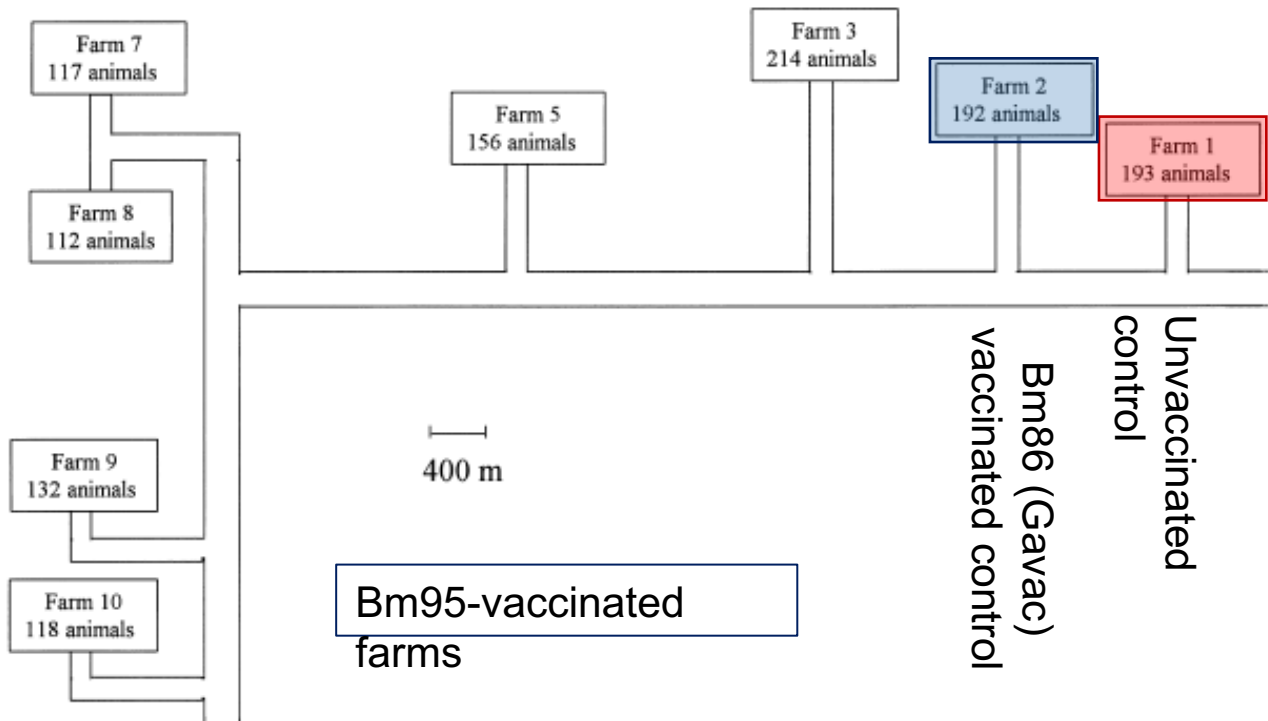 Farm 7
117 animals
Farm 8
112 animals
Farm 5
156 animals
Farm 3
214 animals
Farm 2
192 animals
Farm 1
193 animals
Farm 9
132 animals
Farm 10
118 animals
400 m
Bm95-vaccinated
farms
Bm86 (Gavac)
vaccinated control
Unvaccinated
control